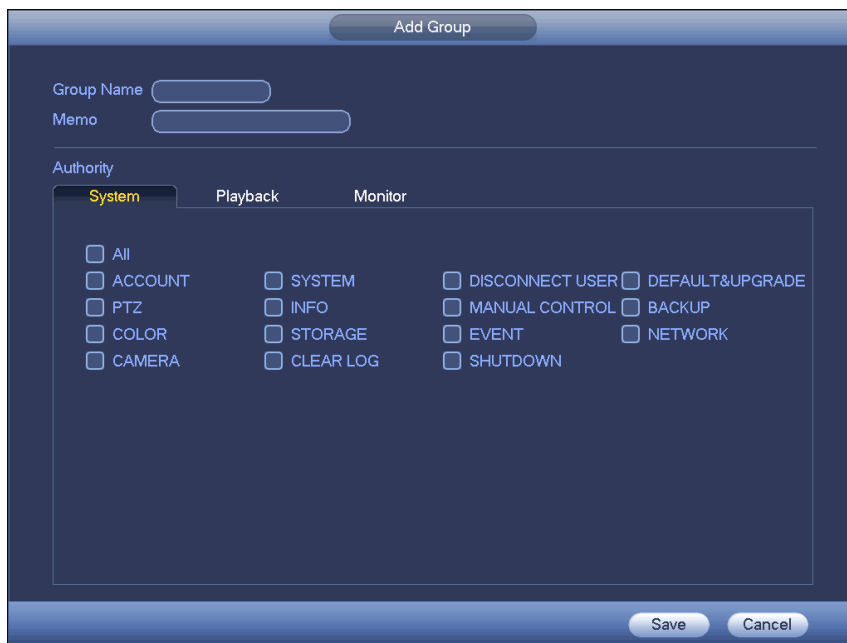 Add Group
Group Name
Memo
Authority
System Playback Monitor
All
ACCOUNT SYSTEM DISCONNECT USER DEFAULT&UPGRADE
PTZ INFO MANUAL CONTROL BACKUP
COLOR STORAGE EVENT NETWORK
CAMERA CLEAR LOG SHUTDOWN
Save Cancel